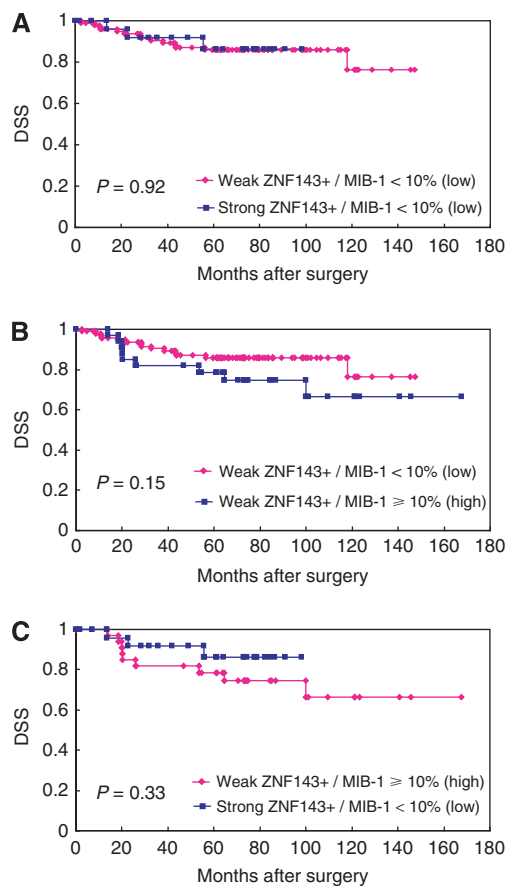 A
1
0.8
0.6
0.4
0.2
0
DSS
P = 0.92
Weak ZNF143+ / MIB-1 < 10% (low)
Strong ZNF143+ / MIB-1 < 10% (low)
0 20 40 60 80 100 120 140 160 180
Months after surgery
B
1
0.8
0.6
0.4
0.2
0
DSS
P = 0.15
Weak ZNF143+ / MIB-1 < 10% (low)
Weak ZNF143+ / MIB-1 ⩾ 10% (high)
0 20 40 60 80 100 120 140 160 180
Months after surgery
C
1
0.8
0.6
0.4
0.2
0
DSS
P = 0.33
Weak ZNF143+ / MIB-1 ⩾ 10% (high)
Strong ZNF143+ / MIB-1 < 10% (low)
0 20 40 60 80 100 120 140 160 180
Months after surgery